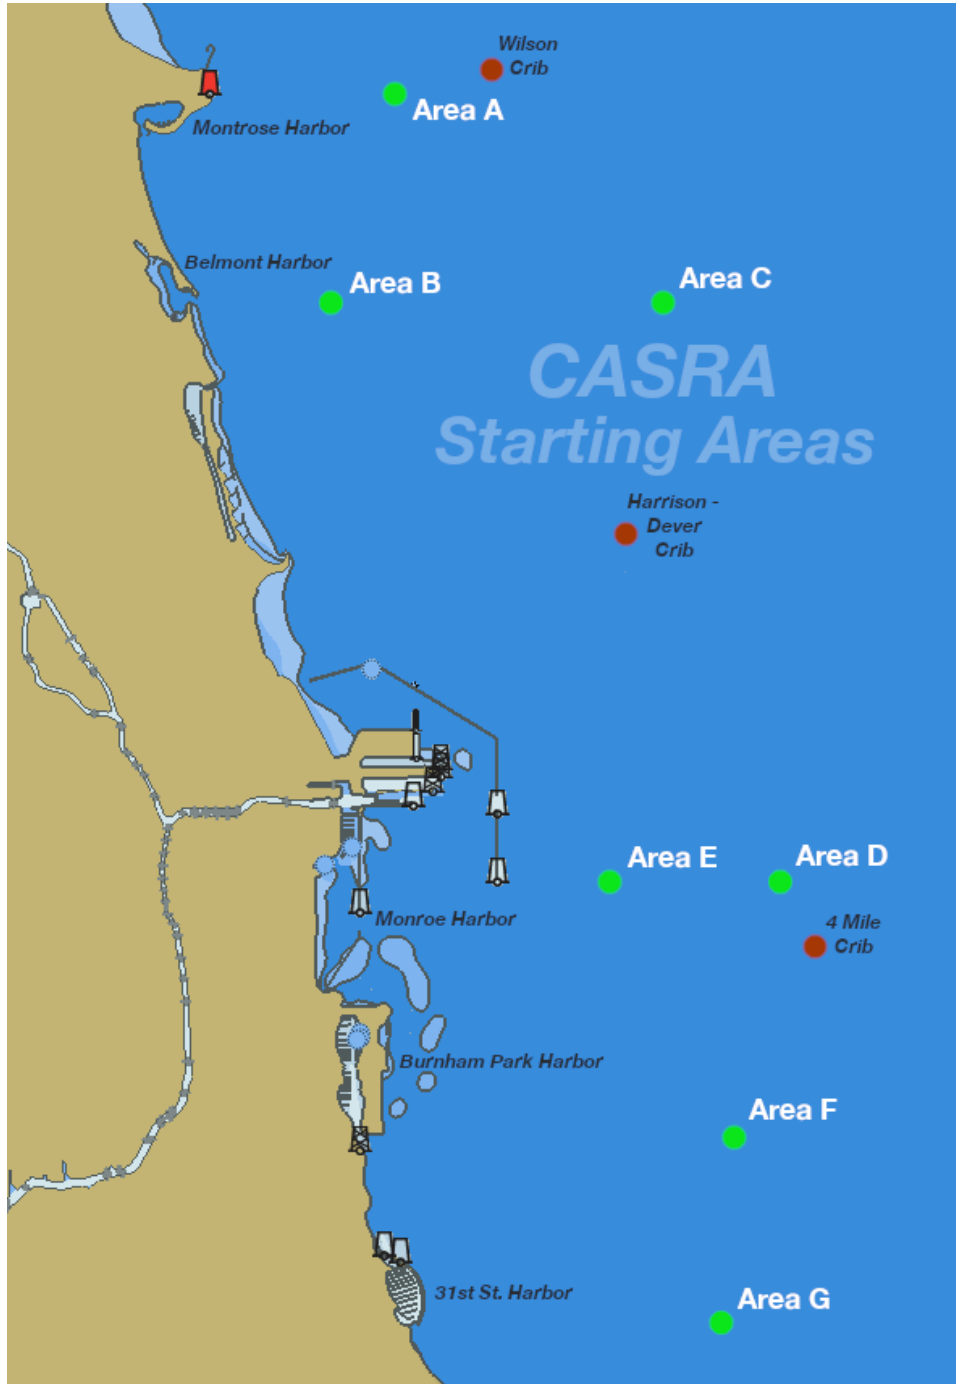 Wilson
Crib
Area A
Montrose Harbor
Belmont Harbor
Area B
Area C
CASRA
Starting Areas
Harrison -
Dever
Crib
Area E
Area D
Monroe Harbor
4 Mile
Crib
Burnham Park Harbor
Area F
31st St. Harbor
Area G